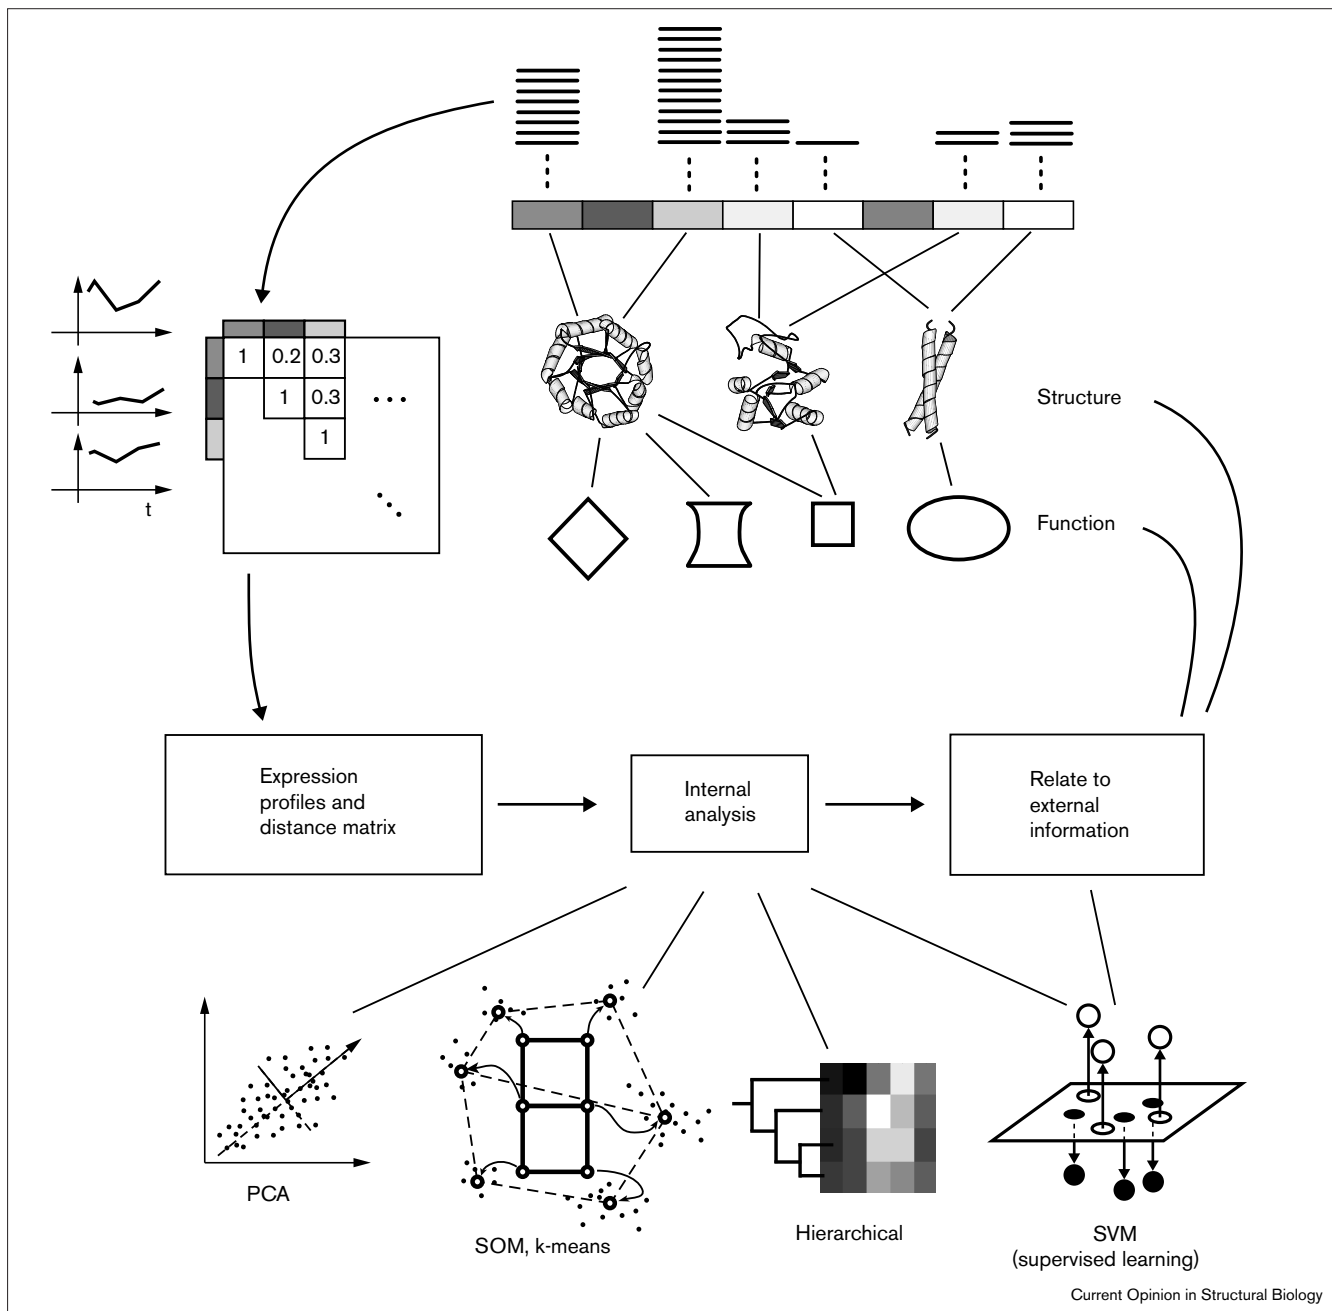 1 0.2 0.3
1 0.3
1
t
Structure
Function
Expression
profiles and
distance matrix
Internal
analysis
Relate to
external
information
PCA
SOM, k-means
Hierarchical
SVM
(supervised learning)
Current Opinion in Structural Biology